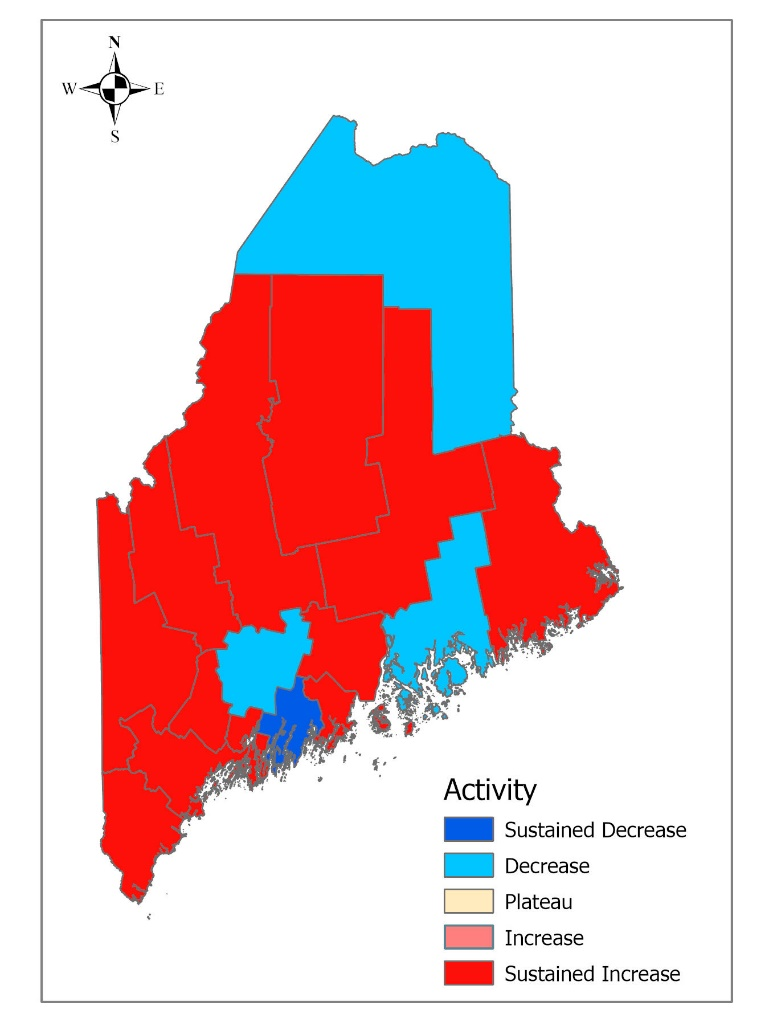 N
W E
S
Activity
Sustained Decrease
Decrease
Plateau
Increase
Sustained Increase